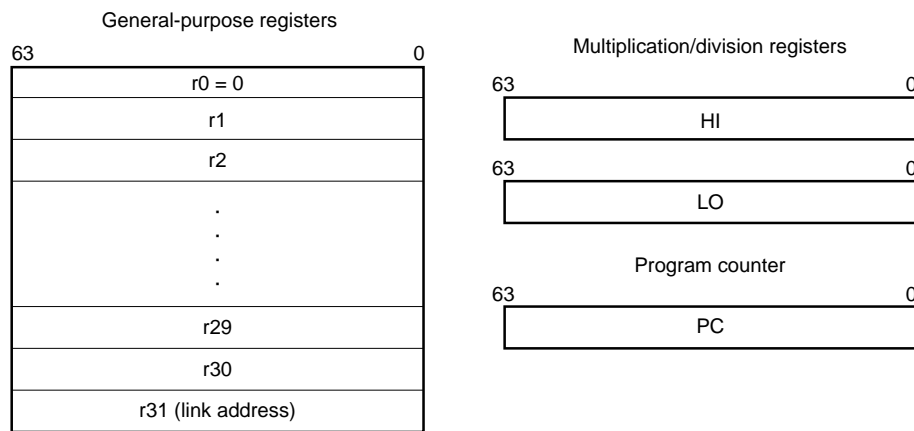 General-purpose registers
63 0
r0 = 0
r1
r2
.
.
.
.
r29
r30
r31 (link address)
Multiplication/division registers
63 0
HI
63 0
LO
Program counter
63 0
PC